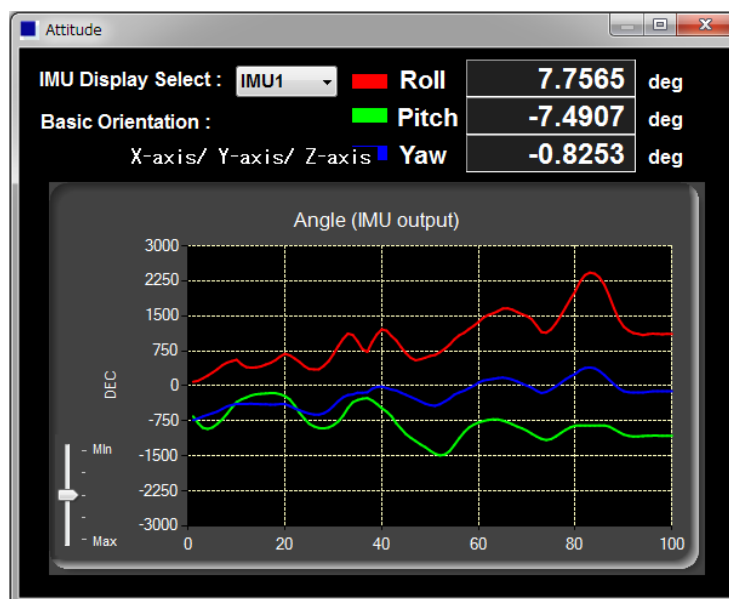 Attitude
IMU Display Select : IMU1 Roll 7.7565 deg
Basic Orientation : Pitch -7.4907 deg
X-axis/ Y-axis/ Z-axis Yaw -0.8253 deg
Angle (IMU output)
3000
2250
1500
750
0
-750
-1500
-2250
-3000
DEC
Min
Max
0 20 40 60 80 100